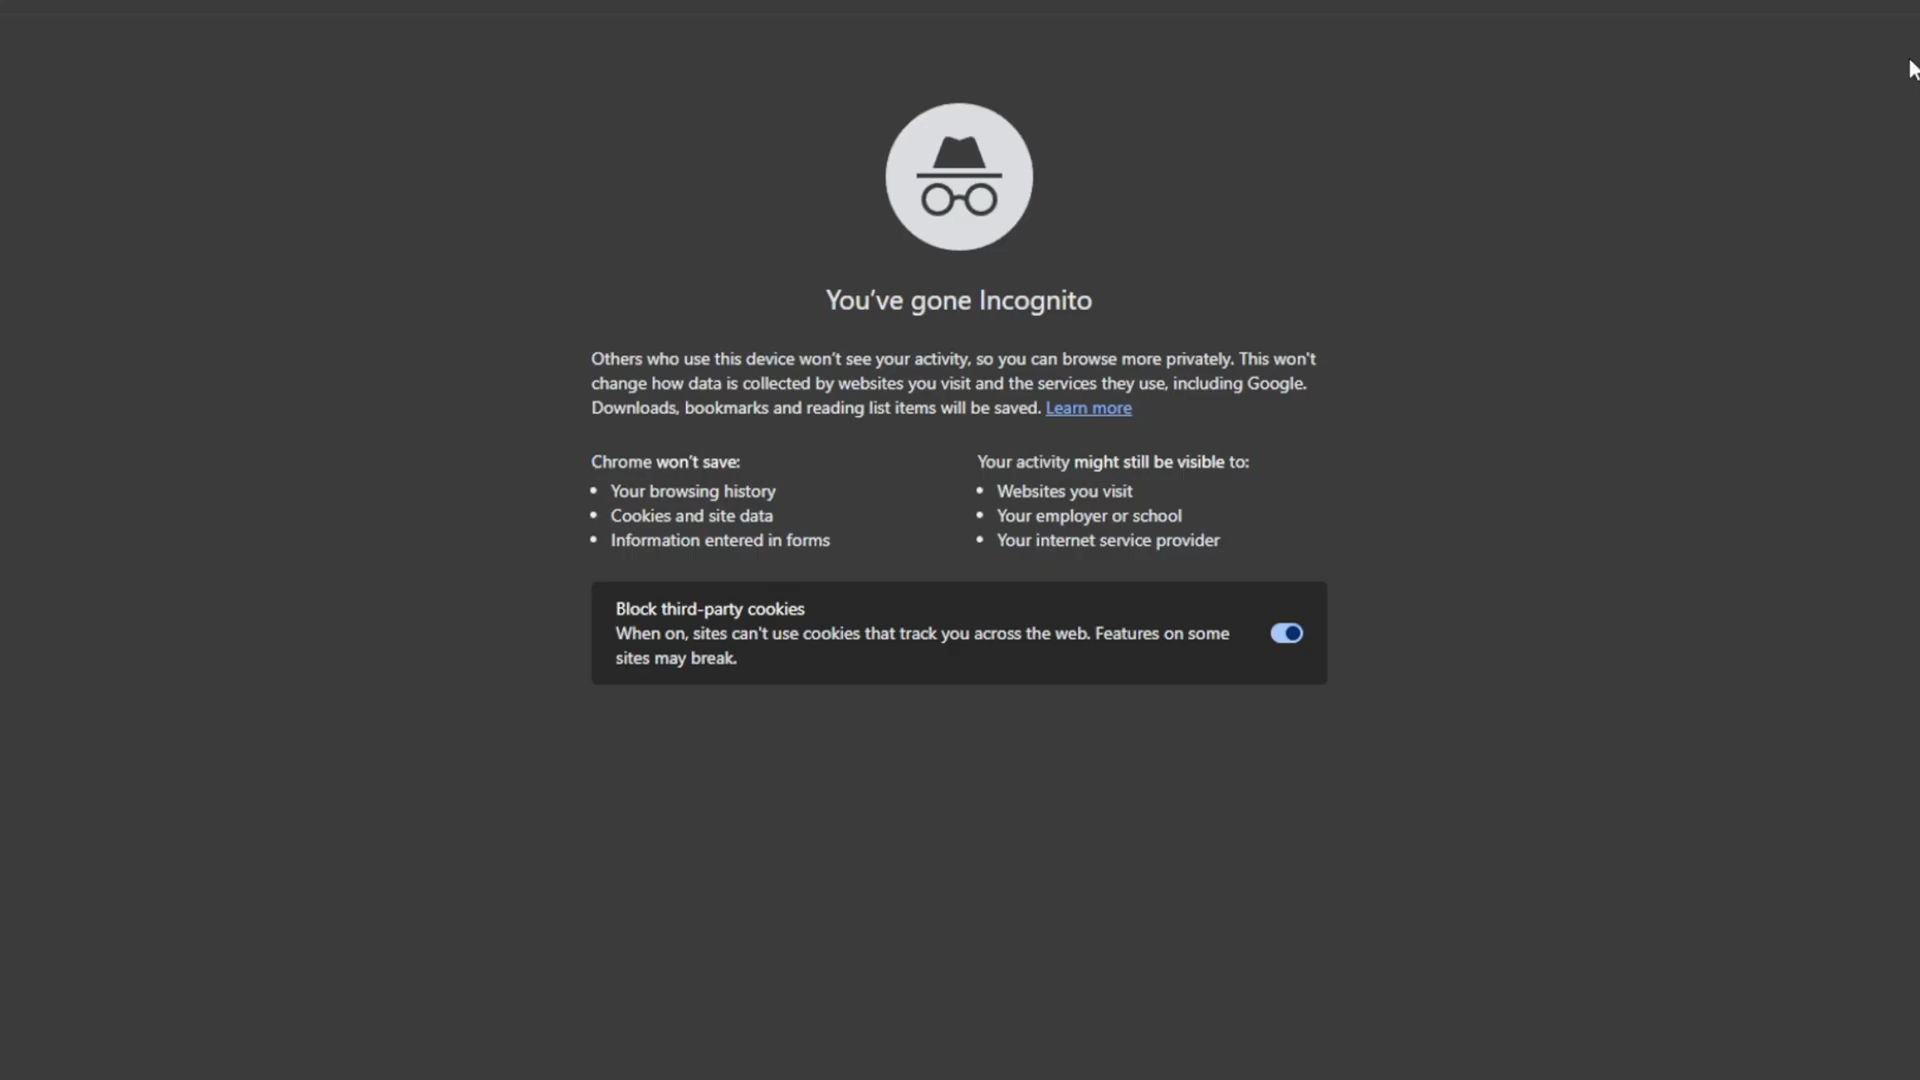 You've gone Incognito
Others who use this device won't see your activity, so you can browse more privately. This won't
change how data is collected by websites you visit and the services they use, including Google.
Downloads, bookmarks and reading list items will be saved. Learn more
Chrome won't save:
• Your browsing history
• Cookies and site data
• Information entered in forms
Your activity might still be visible to:
• Websites you visit
• Your employer or school
• Your internet service provider
Block third-party cookies
When on, sites can't use cookies that track you across the web. Features on some
sites may break.